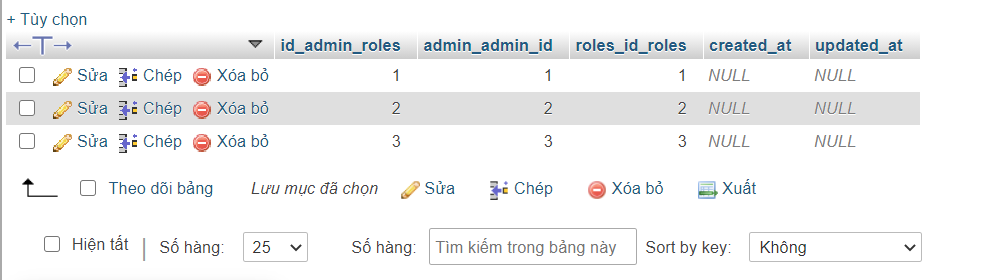 + Tùy chọn
id_admin_roles admin_admin_id roles_id_roles created_at updated_at
Sửa Chép Xóa bỏ 1 1 1 NULL NULL
Sửa Chép Xóa bỏ 2 2 2 NULL NULL
Sửa Chép Xóa bỏ 3 3 3 NULL NULL
Theo dõi bảng Lưu mục đã chọn Sửa Chép Xóa bỏ Xuất
Hiện tất Số hàng: 25 Số hàng: Tìm kiếm trong bảng này Sort by key: Không